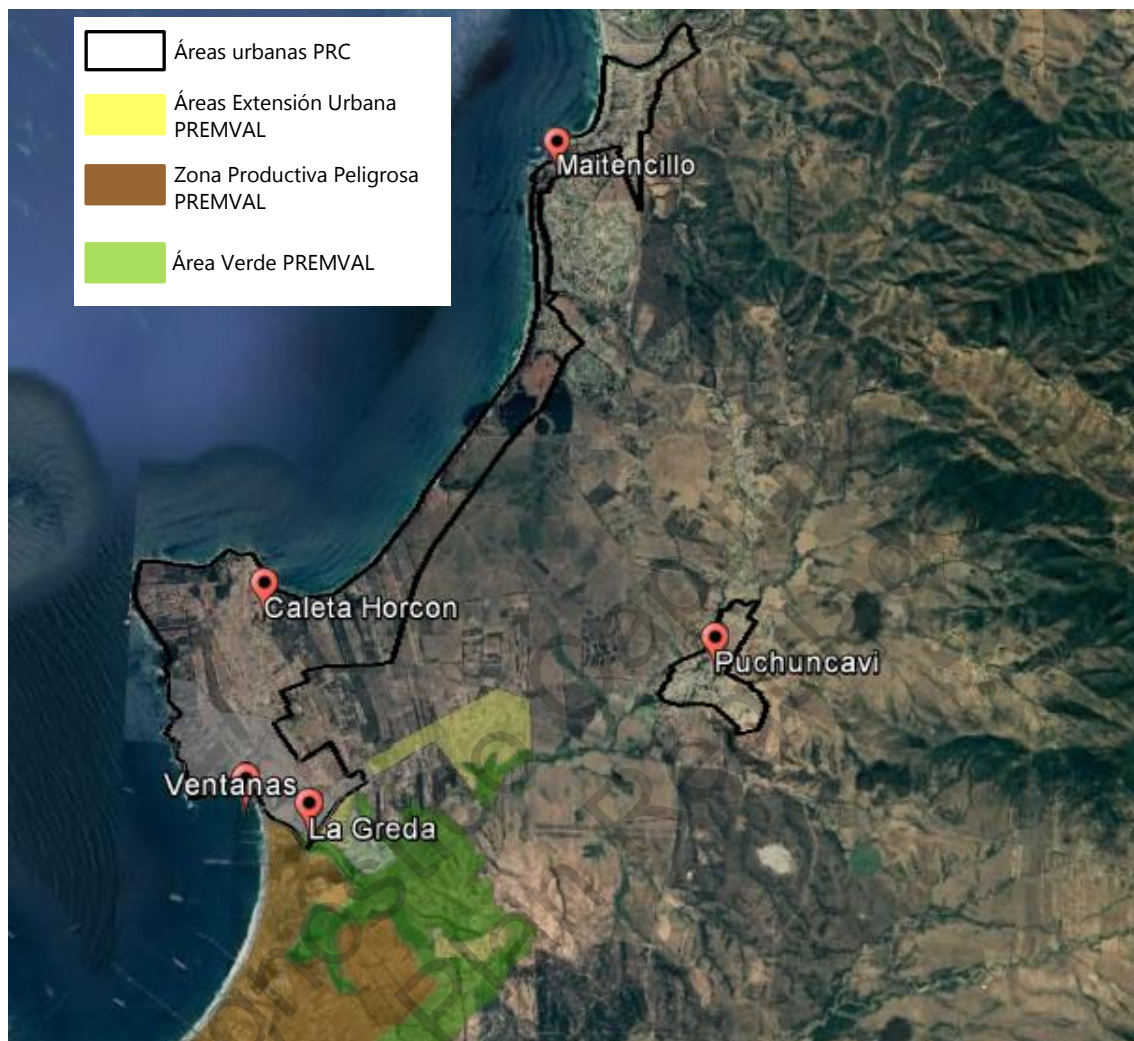 Áreas urbanas PRC
Áreas Extensión Urbana
PREMVAL
Zona Productiva Peligrosa
PREMVAL
Área Verde PREMVAL
Maitencillo
Caleta Horcon
Puchuncavi
Ventanas
La Greda